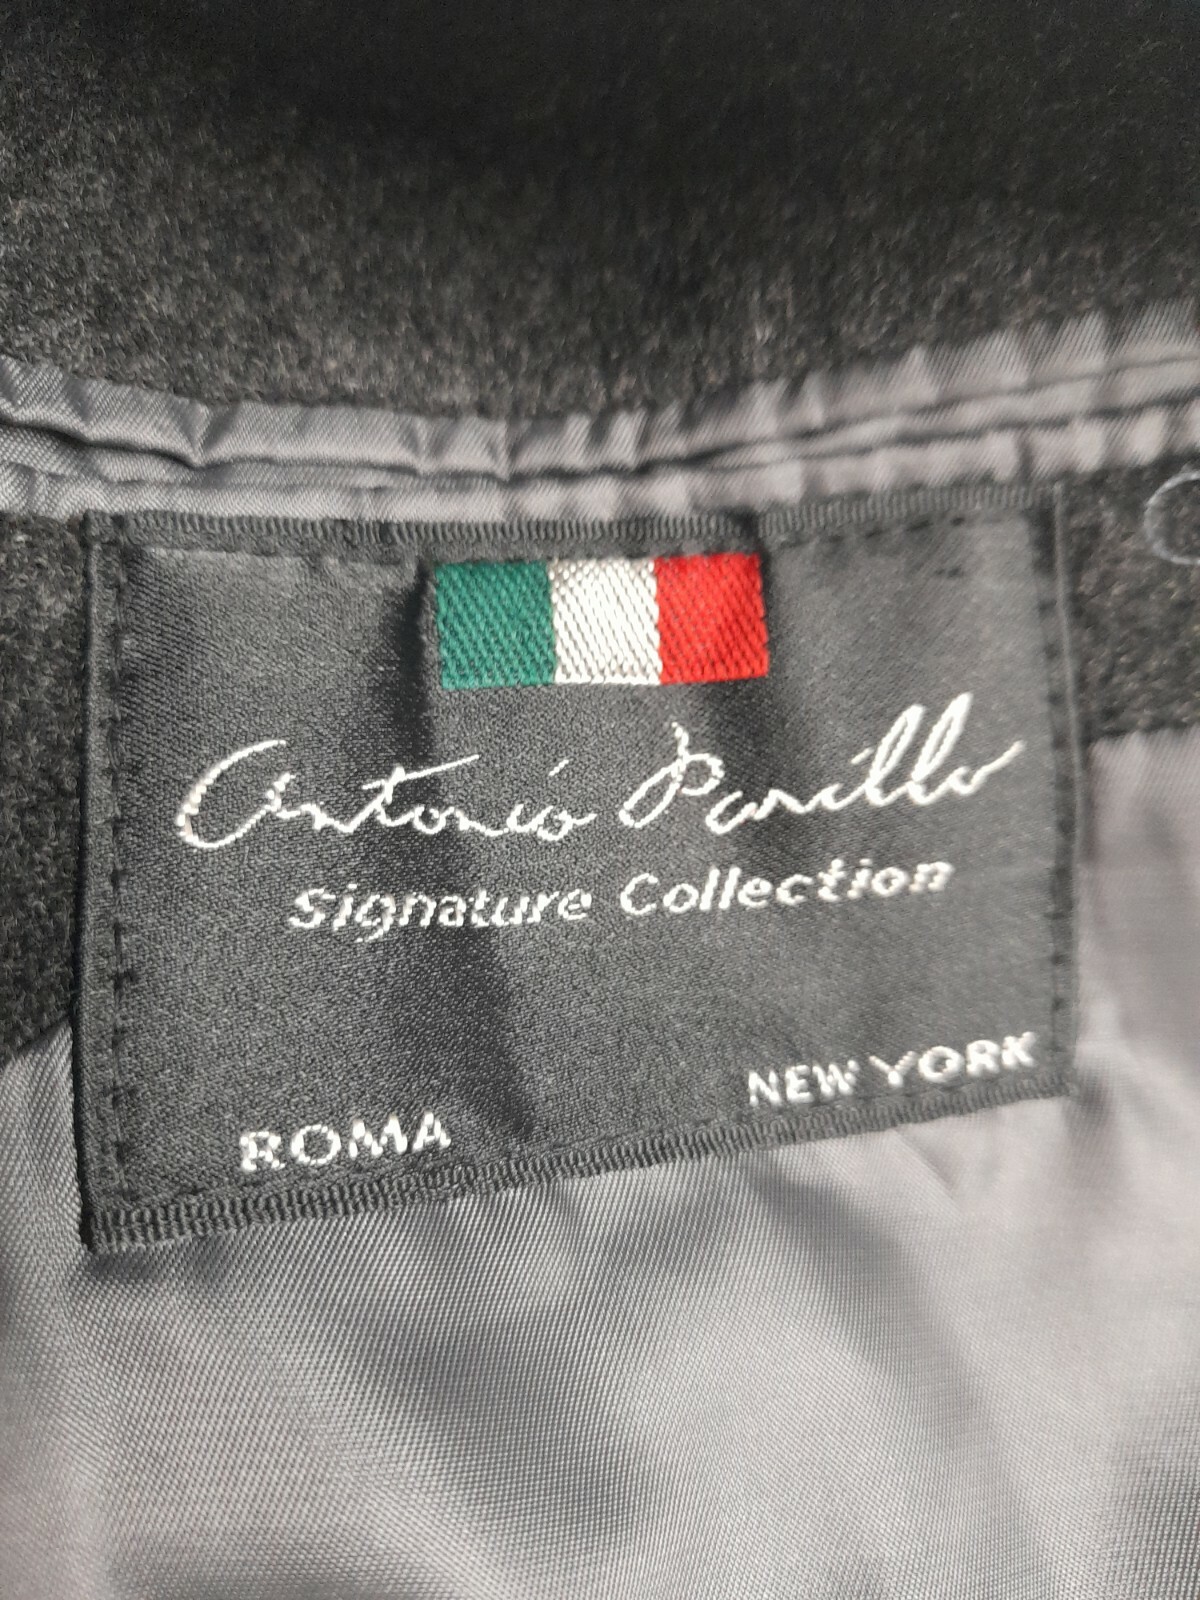 Antonio Parillo
Signature Collection
ROMA
NEW YORK